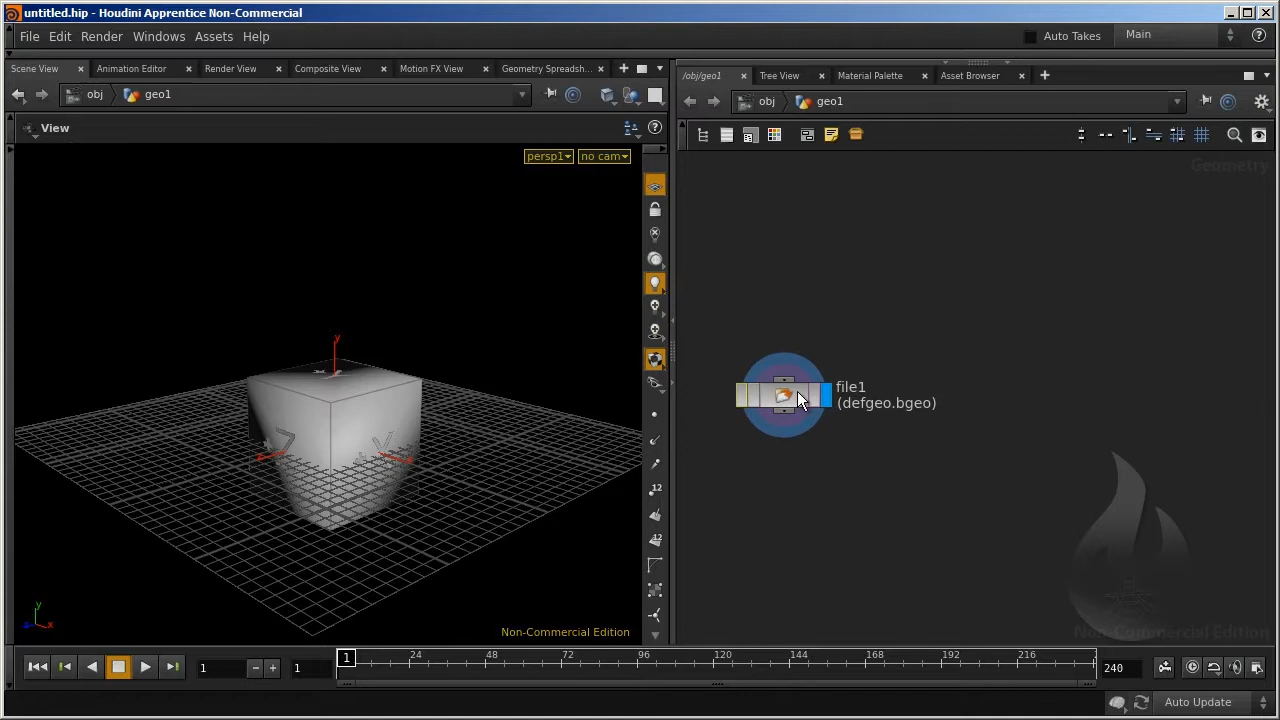 untitled.hip - Houdini Apprentice Non-Commercial
File Edit Render Windows Assets Help
Auto Takes Main
Scene View Animation Editor Render View Composite View Motion FX View Geometry Spreadsh...
/obj/geo1 Tree View Material Palette Asset Browser
obj geo1
obj geo1
View
persp1 no cam
Geometry
y
file1
(defgeo.bgeo)
12
12
y
x
Non-Commercial Edition
Non-Commercial Edition
1 1 1 24 48 72 96 120 144 168 192 216 240
Auto Update